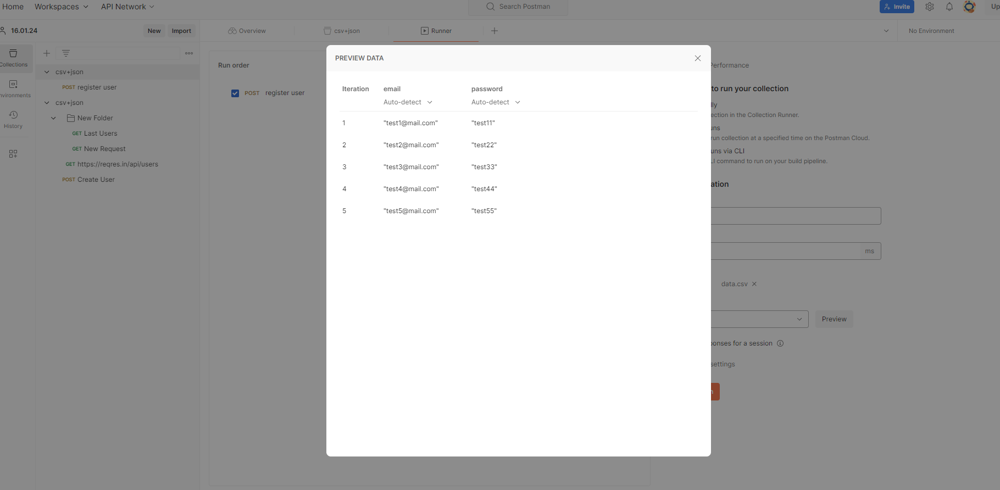 Home Workspaces API Network Search Postman Invite Up
16.01.24 New Import Overview csv+json Runner No Environment
Collections
nvironments
History
csv+json
POST register user
csv+json
New Folder
GET Last Users
GET New Request
GET https://reqres.in/api/users
POST Create User
Run order
POST register user
PREVIEW DATA
Iteration email password
Auto-detect Auto-detect
1 "test1@mail.com" "test11"
2 "test2@mail.com" "test22"
3 "test3@mail.com" "test33"
4 "test4@mail.com" "test44"
5 "test5@mail.com" "test55"
Performance
to run your collection
lly
ection in the Collection Runner.
uns
run collection at a specified time on the Postman Cloud.
uns via CLI
LI command to run on your build pipeline.
ation
ms
data.csv
Preview
ponses for a session
settings
n